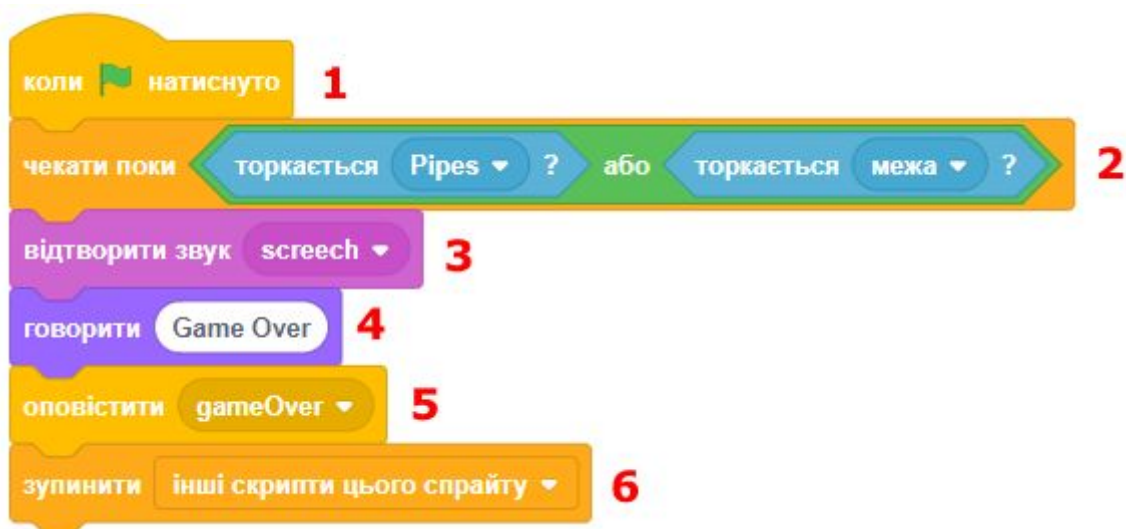 коли натиснуто 1
чекати поки торкається Pipes ? або торкається межа ? 2
відтворити звук screech 3
говорити Game Over 4
оповістити gameOver 5
зупинити інші скрипти цього спрайту 6